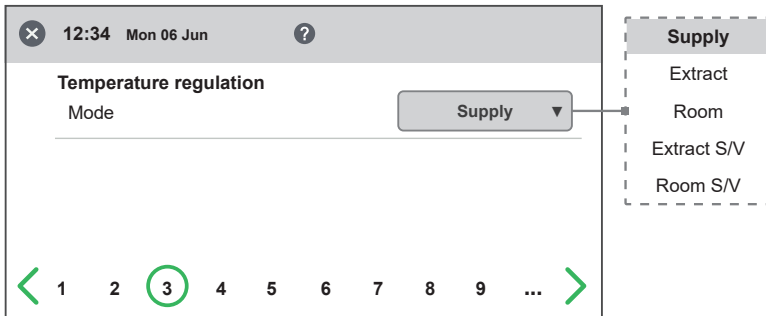 12:34 Mon 06 Jun ?
Temperature regulation
Mode
Supply ▼
1 2 3 4 5 6 7 8 9 ...
Supply
Extract
Room
Extract S/V
Room S/V